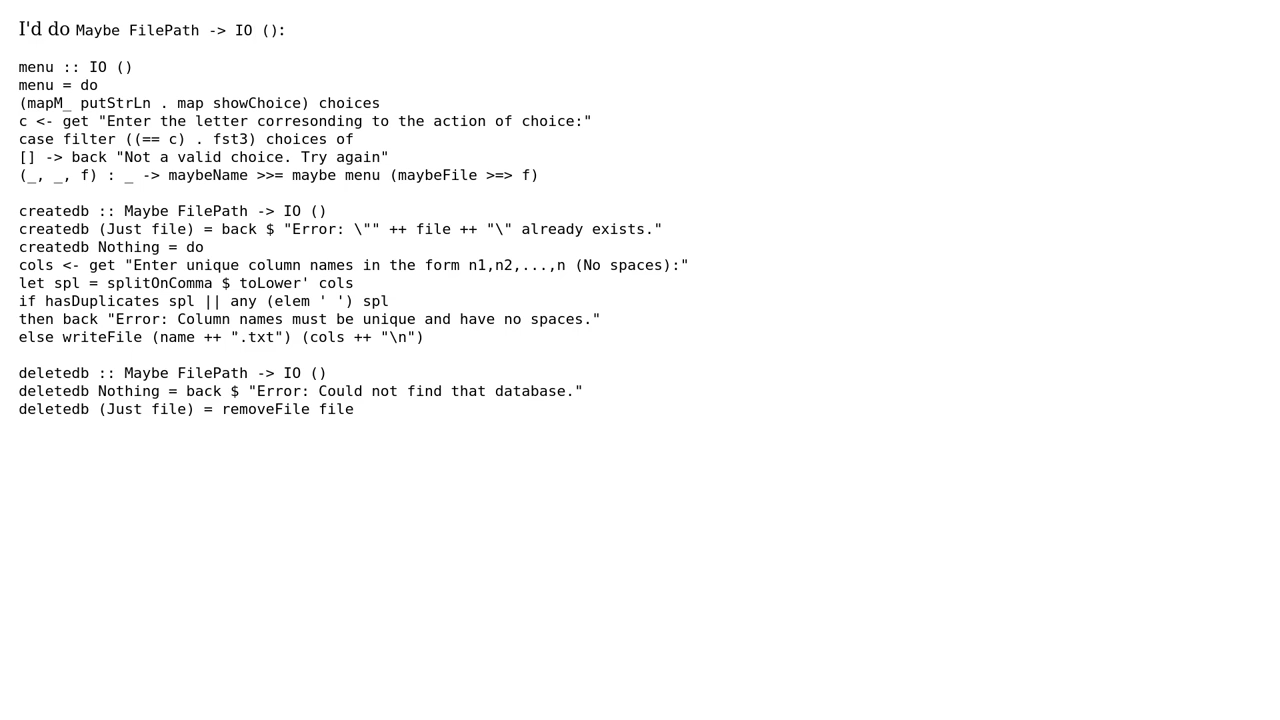 I'd do Maybe FilePath -> IO ():
menu :: IO ()
menu = do
(mapM_ putStrLn . map showChoice) choices
c <- get "Enter the letter corresonding to the action of choice:"
case filter ((== c) . fst3) choices of
[] -> back "Not a valid choice. Try again"
(_, _, f) : _ -> maybeName >>= maybe menu (maybeFile >=> f)
createdb :: Maybe FilePath -> IO ()
createdb (Just file) = back $ "Error: \"" ++ file ++ "\" already exists."
createdb Nothing = do
cols <- get "Enter unique column names in the form n1,n2,...,n (No spaces):"
let spl = splitOnComma $ toLower' cols
if hasDuplicates spl || any (elem ' ') spl
then back "Error: Column names must be unique and have no spaces."
else writeFile (name ++ ".txt") (cols ++ "\n")
deletedb :: Maybe FilePath -> IO ()
deletedb Nothing = back $ "Error: Could not find that database."
deletedb (Just file) = removeFile file